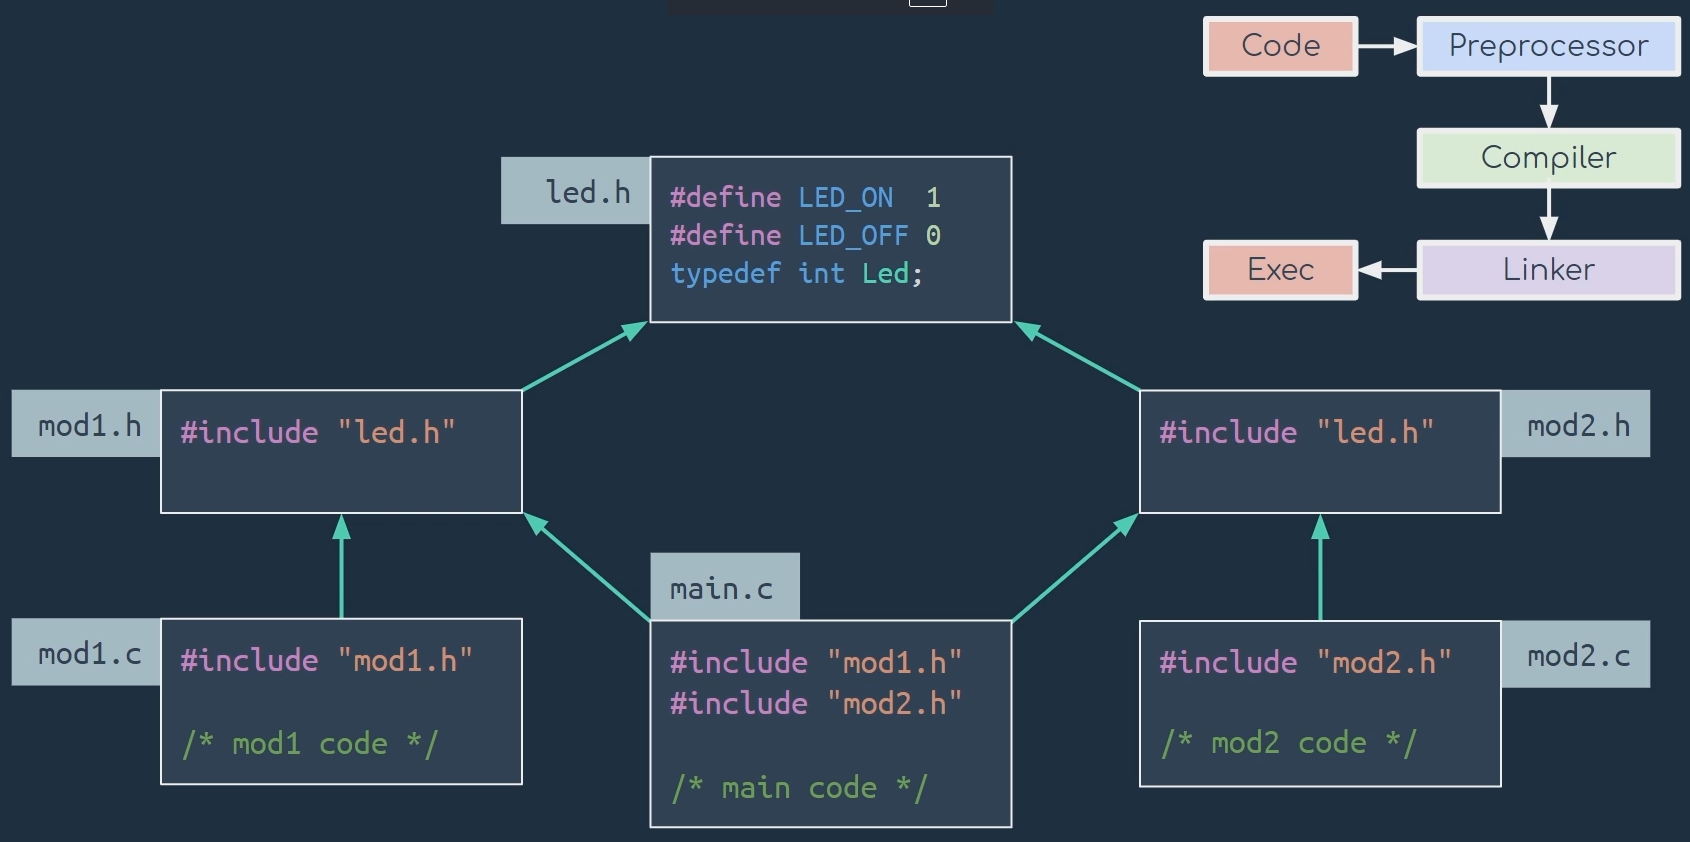 Code
Preprocessor
Compiler
Linker
Exec
led.h
#define LED_ON  1
#define LED_OFF 0
typedef int Led;
mod1.h
#include "led.h"
mod2.h
#include "led.h"
mod1.c
#include "mod1.h"
/* mod1 code */
main.c
#include "mod1.h"
#include "mod2.h"
/* main code */
mod2.c
#include "mod2.h"
/* mod2 code */